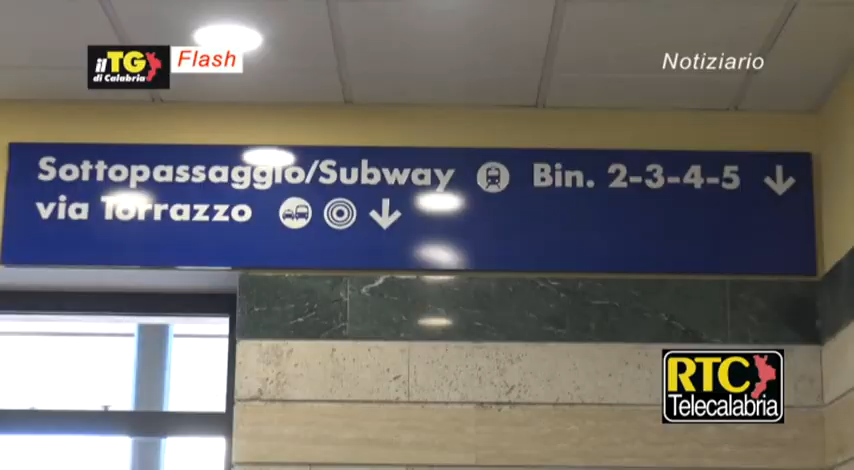 il TG
di Calabria
Flash
Notiziario
Sottopassaggio/Subway Bin. 2-3-4-5
via Torrazzo
RTC
Telecalabria